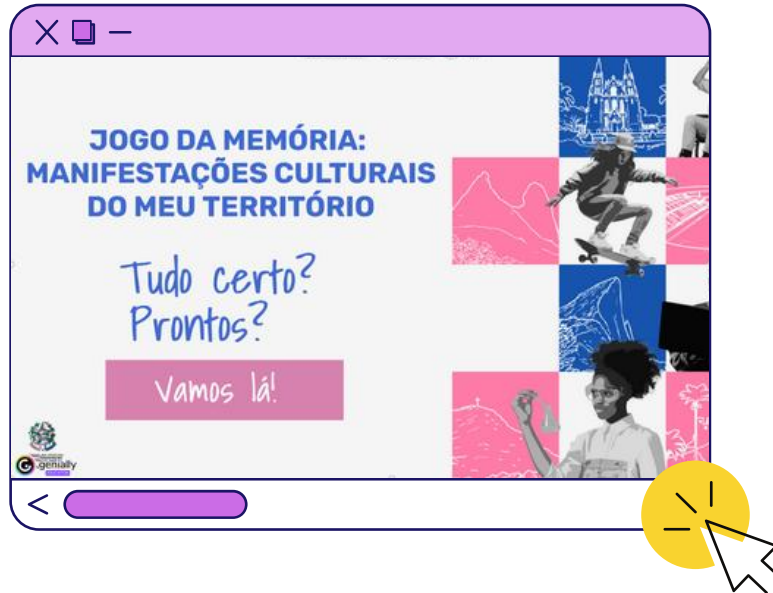 JOGO DA MEMÓRIA:
MANIFESTAÇÕES CULTURAIS
DO MEU TERRITÓRIO
Tudo certo?
Prontos?
Vamos lá!
genially